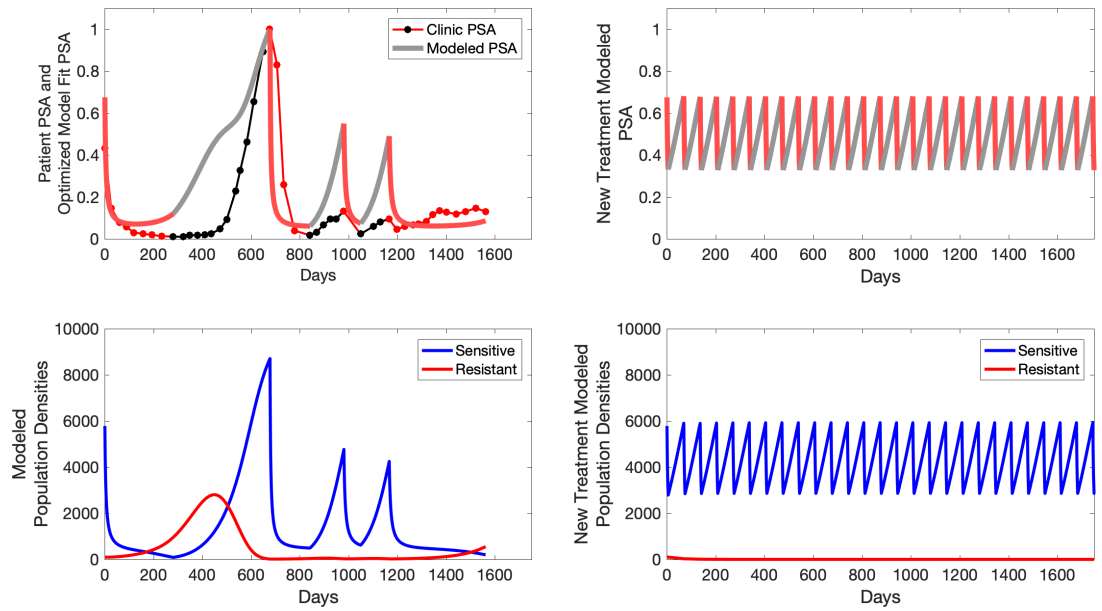 Patient PSA and
Optimized Model Fit PSA
1
0.8
0.6
0.4
0.2
0
0 200 400 600 800 1000 1200 1400 1600
Days
Clinic PSA
Modeled PSA
New Treatment Modeled
PSA
1
0.8
0.6
0.4
0.2
0
0 200 400 600 800 1000 1200 1400 1600
Days
Modeled
Population Densities
10000
8000
6000
4000
2000
0
0 200 400 600 800 1000 1200 1400 1600
Days
Sensitive
Resistant
New Treatment Modeled
Population Densities
10000
8000
6000
4000
2000
0
0 200 400 600 800 1000 1200 1400 1600
Days
Sensitive
Resistant